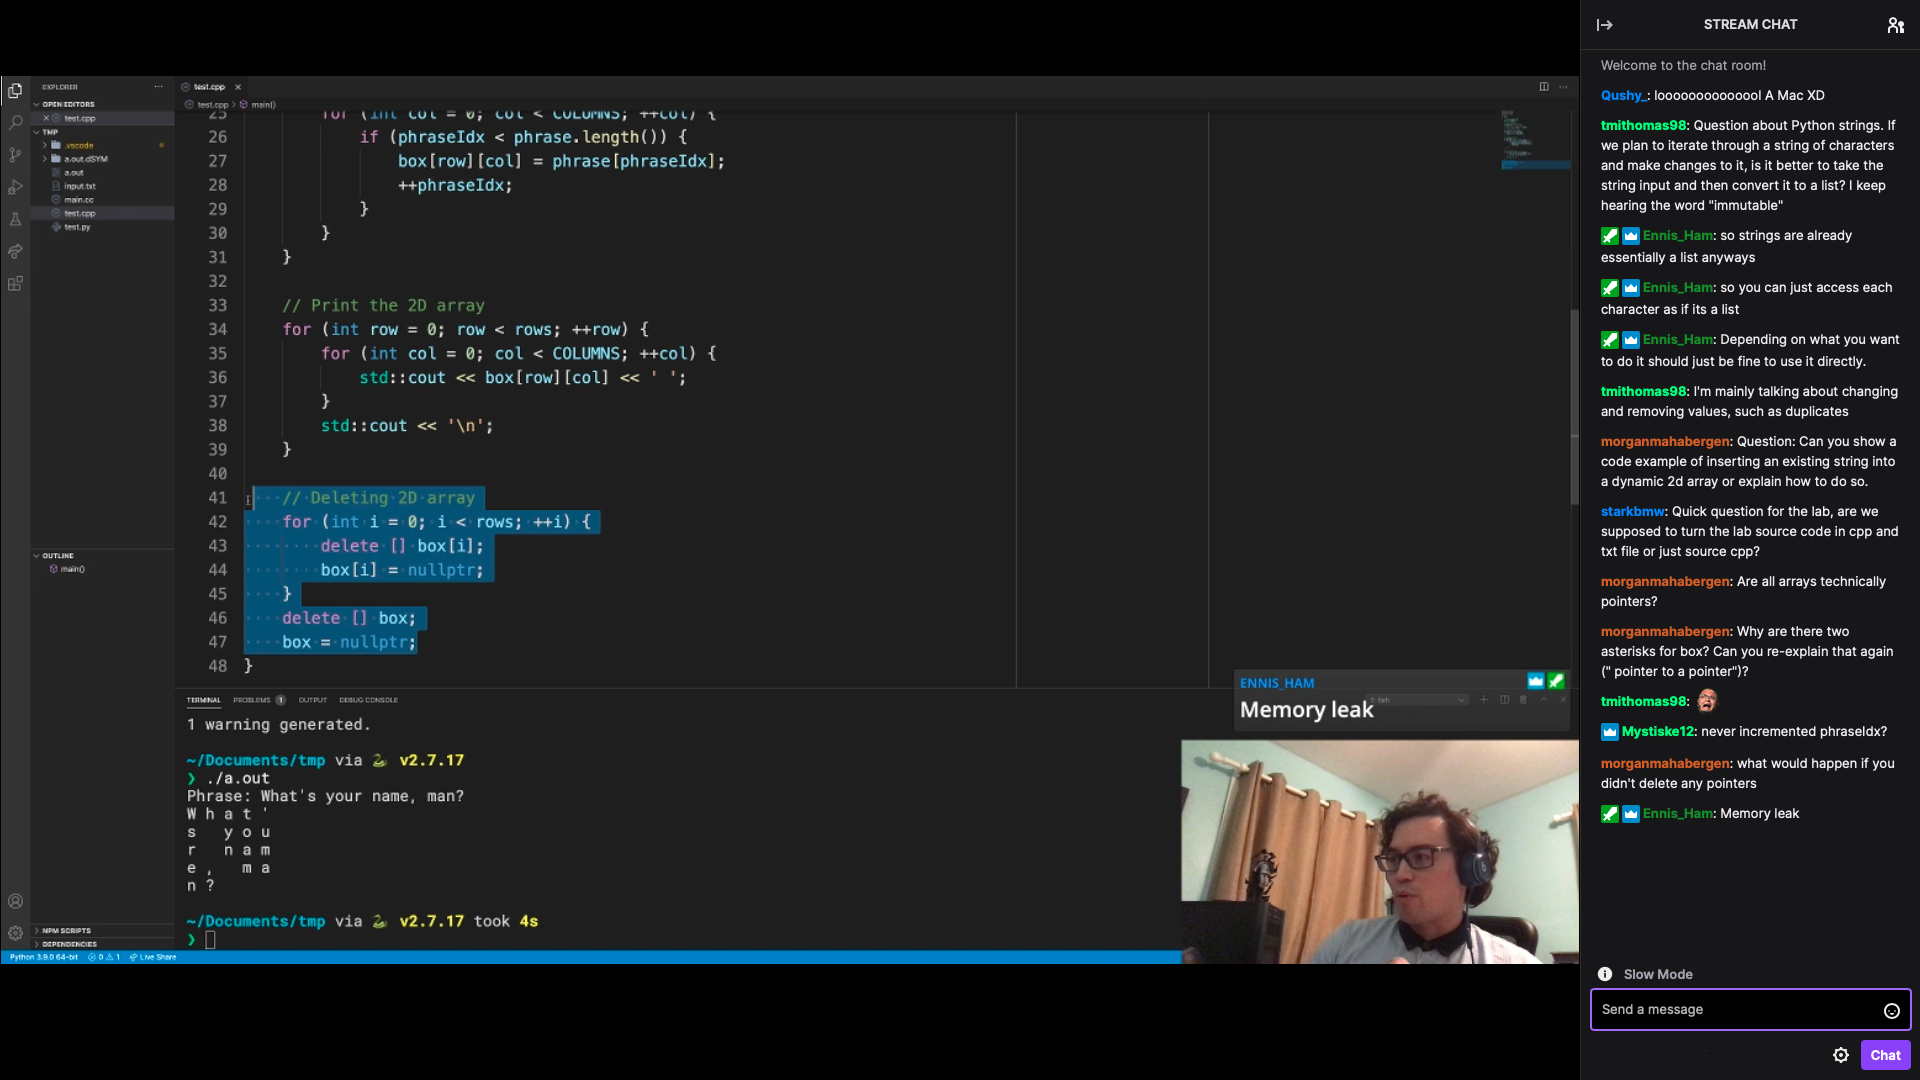 EXPLORER
OPEN EDITORS
test.cpp
TMP
.vscode
a.out.dSYM
a.out
input.txt
main.cc
test.cpp
test.py
OUTLINE
main()
NPM SCRIPTS
DEPENDENCIES
Python 3.9.0 64-bit 0 1 Live Share
test.cpp
test.cpp > main()
25 for (int col = 0; col < COLUMNS; ++col) {
26 if (phraseIdx < phrase.length()) {
27 box[row][col] = phrase[phraseIdx];
28 ++phraseIdx;
29 }
30 }
31 }
32
33 // Print the 2D array
34 for (int row = 0; row < rows; ++row) {
35 for (int col = 0; col < COLUMNS; ++col) {
36 std::cout << box[row][col] << ' ';
37 }
38 std::cout << '\n';
39 }
40
41 // Deleting 2D array
42 for (int i = 0; i < rows; ++i) {
43 delete [] box[i];
44 box[i] = nullptr;
45 }
46 delete [] box;
47 box = nullptr;
48 }
TERMINAL PROBLEMS 1 OUTPUT DEBUG CONSOLE
1 warning generated.
~/Documents/tmp via v2.7.17
❯ ./a.out
Phrase: What's your name, man?
W h a t '
s   y o u
r   n a m
e ,   m a
n ?
~/Documents/tmp via v2.7.17 took 4s
❯
ENNIS_HAM
Memory leak
STREAM CHAT
Welcome to the chat room!
Qushy_: looooooooooooool A Mac XD
tmithomas98: Question about Python strings. If
we plan to iterate through a string of characters
and make changes to it, is it better to take the
string input and then convert it to a list? I keep
hearing the word "immutable"
Ennis_Ham: so strings are already
essentially a list anyways
Ennis_Ham: so you can just access each
character as if its a list
Ennis_Ham: Depending on what you want
to do it should just be fine to use it directly.
tmithomas98: I'm mainly talking about changing
and removing values, such as duplicates
morganmahabergen: Question: Can you show a
code example of inserting an existing string into
a dynamic 2d array or explain how to do so.
starkbmw: Quick question for the lab, are we
supposed to turn the lab source code in cpp and
txt file or just source cpp?
morganmahabergen: Are all arrays technically
pointers?
morganmahabergen: Why are there two
asterisks for box? Can you re-explain that again
(" pointer to a pointer")?
tmithomas98:
Mystiske12: never incremented phraseIdx?
morganmahabergen: what would happen if you
didn't delete any pointers
Ennis_Ham: Memory leak
Slow Mode
Send a message
Chat